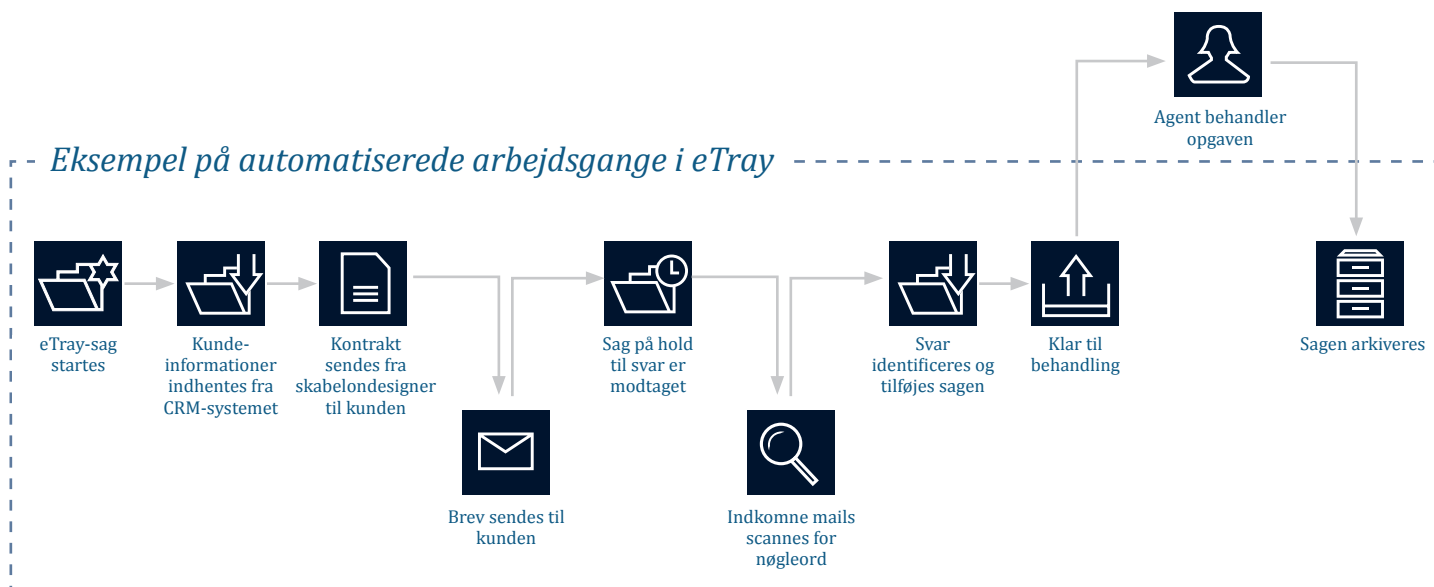 Agent behandler
opgaven
Eksempel på automatiserede arbejdsgange i eTray
eTray-sag
startes
Kunde-
informationer
indhentes fra
CRM-systemet
Kontrakt
sendes fra
skabelondesigner
til kunden
Brev sendes til
kunden
Sag på hold
til svar er
modtaget
Indkomne mails
scannes for
nøgleord
Svar
identificeres og
tilføjes sagen
Klar til
behandling
Sagen arkiveres